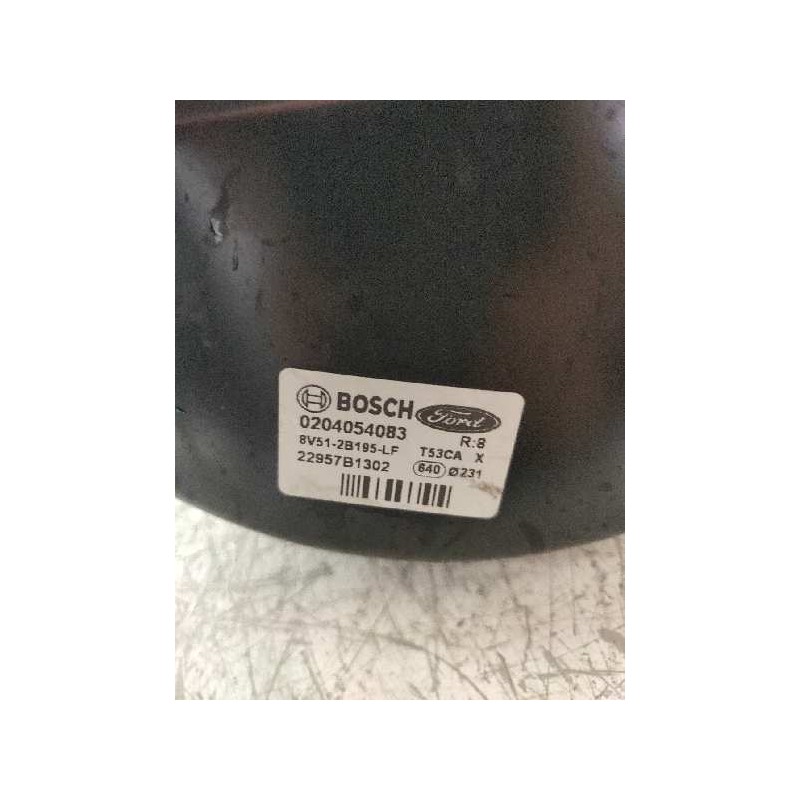 BOSCH Ford
0204054083 R:8
8V51-2B195-LF T53CA X
22957B1302 640 Ø231